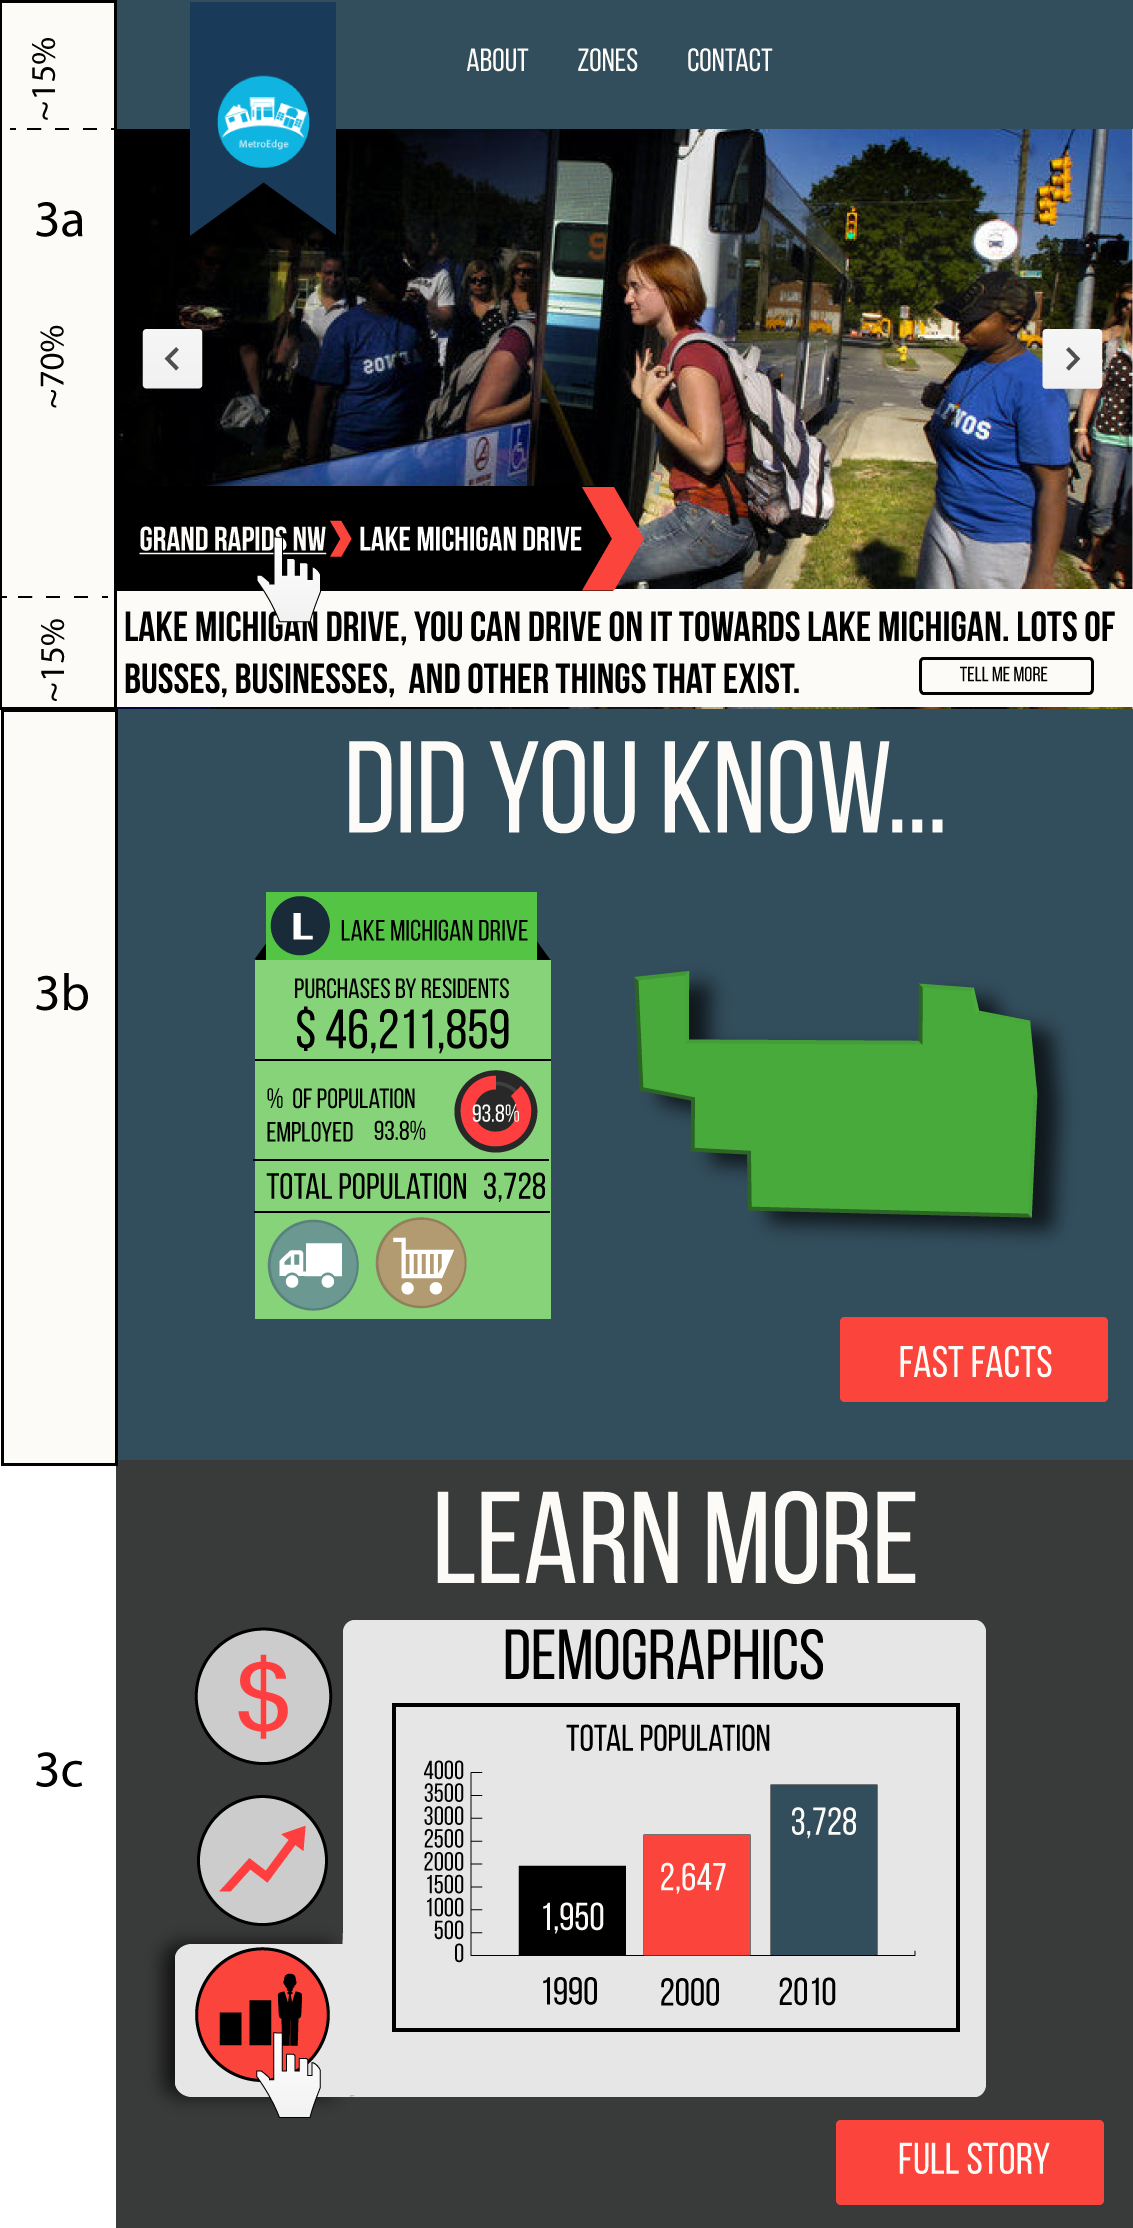 ~15%
ABOUT ZONES CONTACT
MetroEdge
3a
~70%
9
NOS
GRAND RAPIDS NW LAKE MICHIGAN DRIVE
~15%
LAKE MICHIGAN DRIVE, YOU CAN DRIVE ON IT TOWARDS LAKE MICHIGAN. LOTS OF
BUSSES, BUSINESSES, AND OTHER THINGS THAT EXIST.
TELL ME MORE
DID YOU KNOW...
3b
L LAKE MICHIGAN DRIVE
PURCHASES BY RESIDENTS
$ 46,211,859
% OF POPULATION
EMPLOYED 93.8%
93.8%
TOTAL POPULATION 3,728
FAST FACTS
LEARN MORE
3c
$
DEMOGRAPHICS
TOTAL POPULATION
4000
3500
3000
2500
2000
1500
1000
500
0
1,950
2,647
3,728
1990 2000 2010
FULL STORY